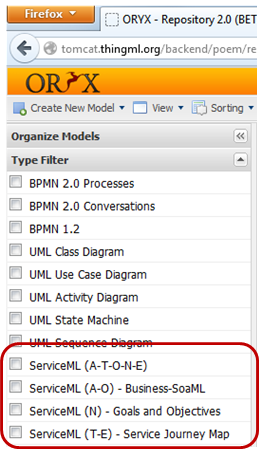 Firefox
ORYX - Repository 2.0 (BET
tomcat.thingml.org/backend/poem/re
ORYX
Create New Model View Sorting
Organize Models
Type Filter
BPMN 2.0 Processes
BPMN 2.0 Conversations
BPMN 1.2
UML Class Diagram
UML Use Case Diagram
UML Activity Diagram
UML State Machine
UML Sequence Diagram
ServiceML (A-T-O-N-E)
ServiceML (A-O) - Business-SoaML
ServiceML (N) - Goals and Objectives
ServiceML (T-E) - Service Journey Map